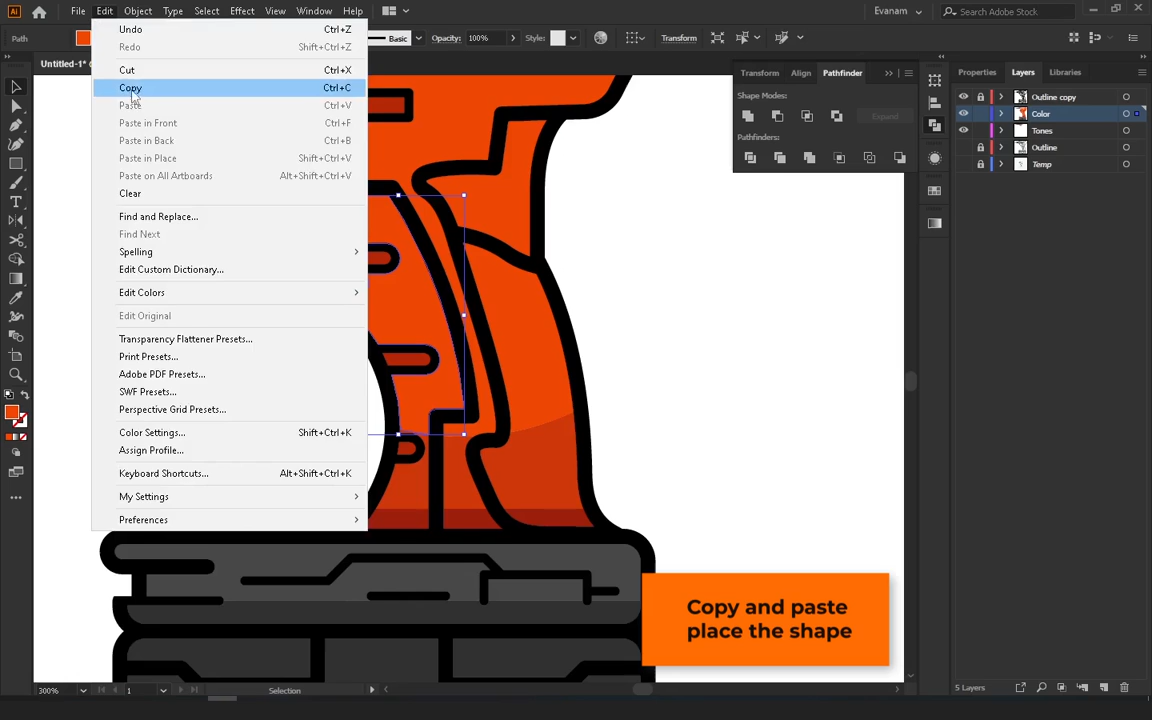 Ai File Edit Object Type Select Effect View Window Help Evanam Search Adobe Stock
Path Basic Opacity: 100% Style: Transform
Untitled-1*
Undo Ctrl+Z
Redo Shift+Ctrl+Z
Cut Ctrl+X
Copy Ctrl+C
Paste Ctrl+V
Paste in Front Ctrl+F
Paste in Back Ctrl+B
Paste in Place Shift+Ctrl+V
Paste on All Artboards Alt+Shift+Ctrl+V
Clear
Find and Replace...
Find Next
Spelling
Edit Custom Dictionary...
Edit Colors
Edit Original
Transparency Flattener Presets...
Print Presets...
Adobe PDF Presets...
SWF Presets...
Perspective Grid Presets...
Color Settings... Shift+Ctrl+K
Assign Profile...
Keyboard Shortcuts... Alt+Shift+Ctrl+K
My Settings
Preferences
Transform Align Pathfinder
Shape Modes:
Expand
Pathfinders:
Properties Layers Libraries
Outline copy
Color
Tones
Outline
Temp
Copy and paste
place the shape
300% 1 Selection 5 Layers